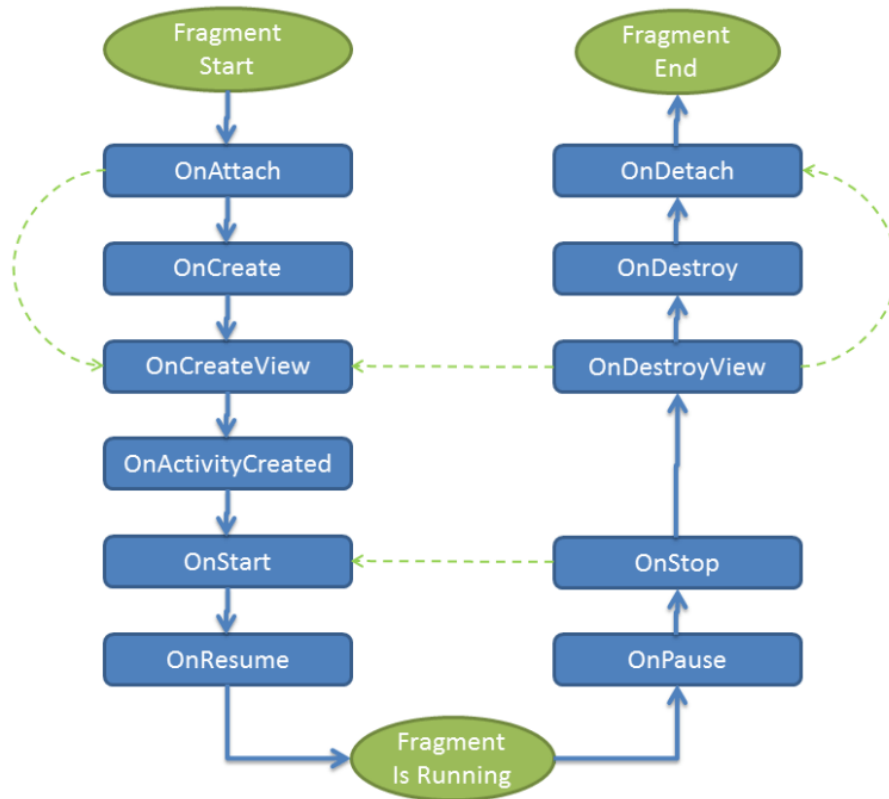 Fragment
Start
OnAttach
OnCreate
OnCreateView
OnActivityCreated
OnStart
OnResume
Fragment
Is Running
OnPause
OnStop
OnDestroyView
OnDestroy
OnDetach
Fragment
End